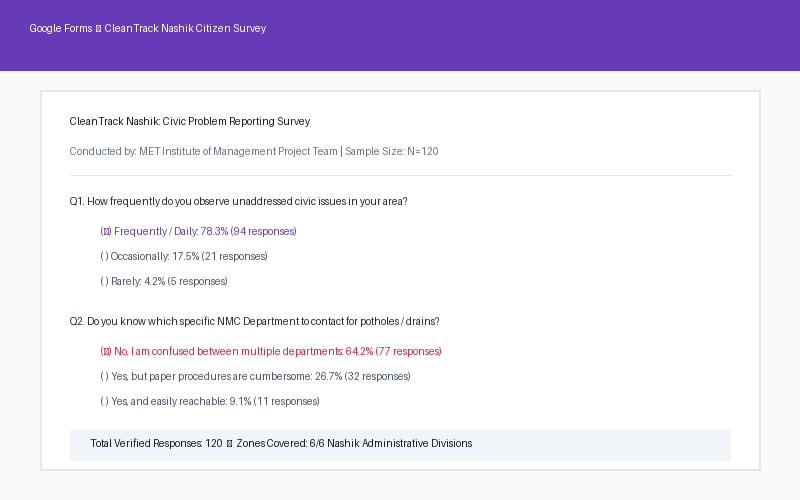 Google Forms ▯ CleanTrack Nashik Citizen Survey
CleanTrack Nashik: Civic Problem Reporting Survey
Conducted by: MET Institute of Management Project Team | Sample Size: N=120
Q1. How frequently do you observe unaddressed civic issues in your area?
(▯) Frequently / Daily: 78.3% (94 responses)
( ) Occasionally: 17.5% (21 responses)
( ) Rarely: 4.2% (5 responses)
Q2. Do you know which specific NMC Department to contact for potholes / drains?
(▯) No, I am confused between multiple departments: 64.2% (77 responses)
( ) Yes, but paper procedures are cumbersome: 26.7% (32 responses)
( ) Yes, and easily reachable: 9.1% (11 responses)
Total Verified Responses: 120 ▯ Zones Covered: 6/6 Nashik Administrative Divisions